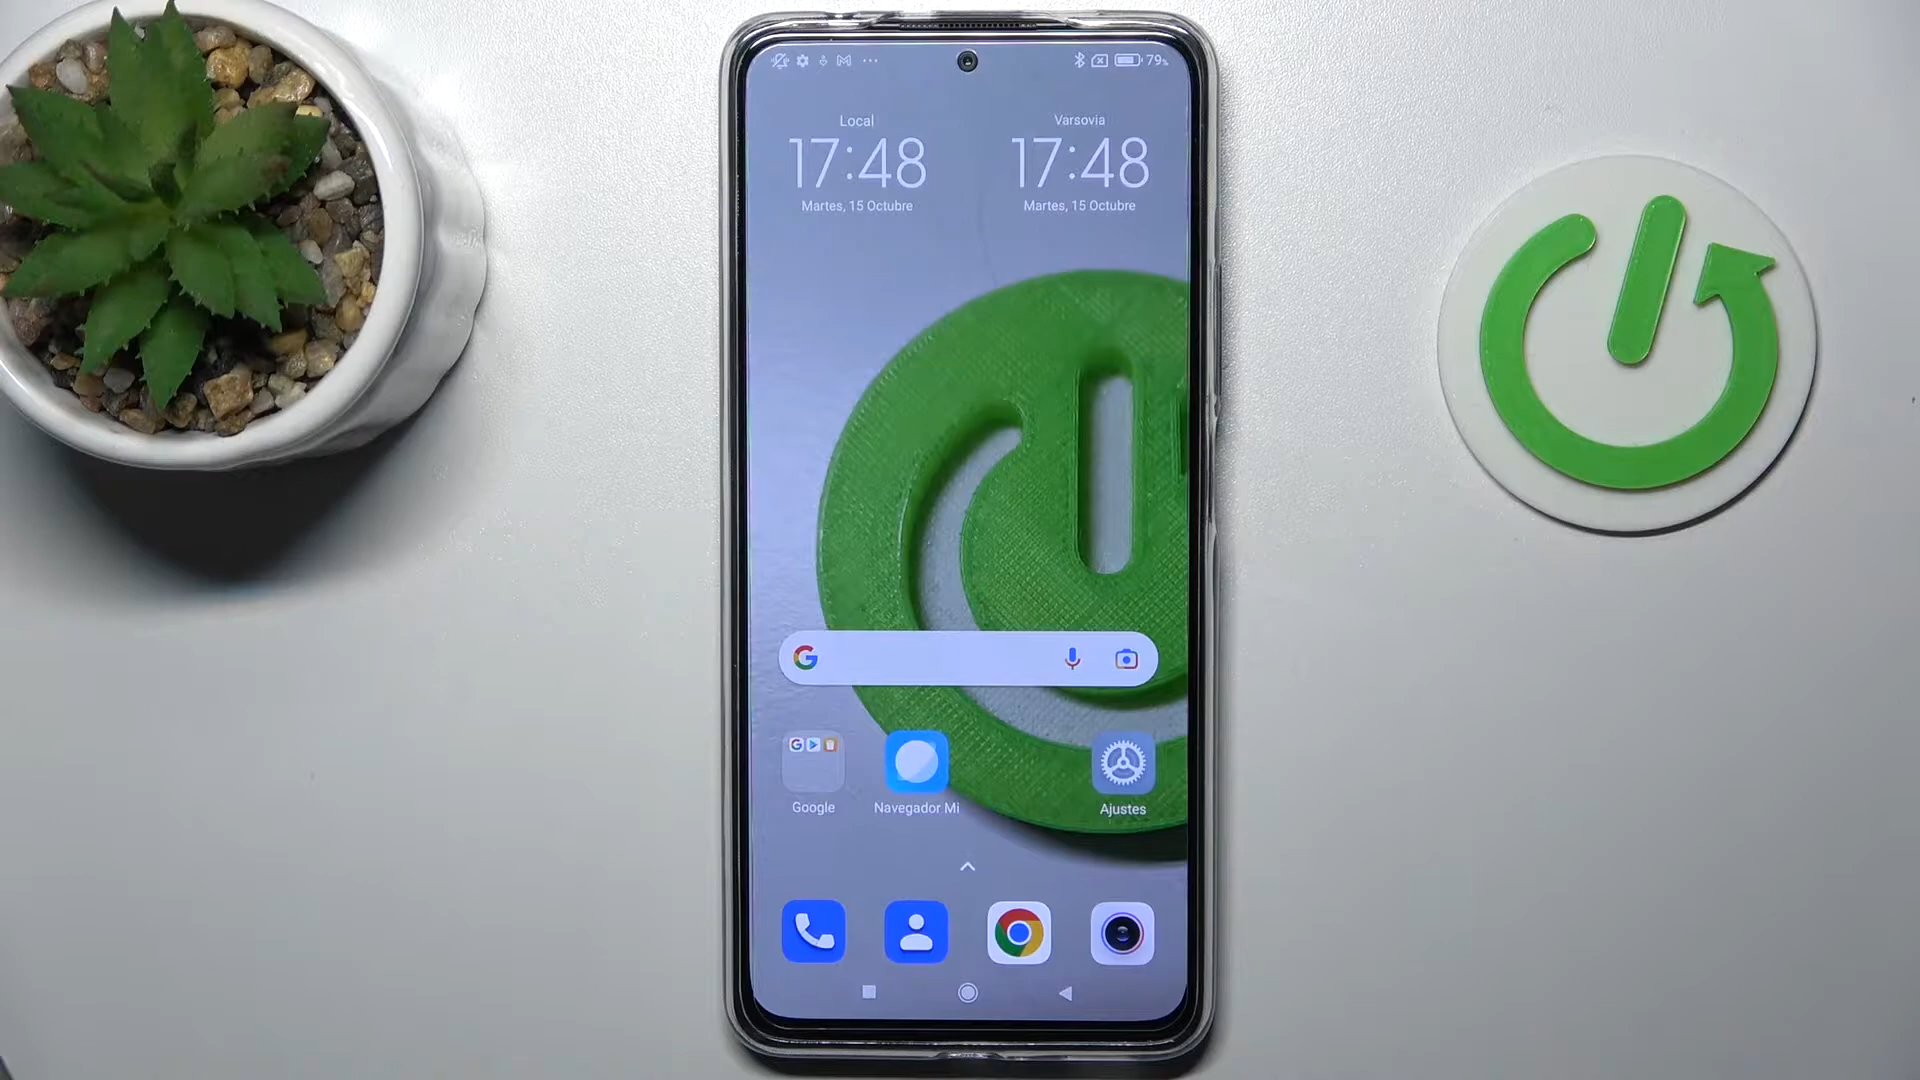 79%
Local
Varsovia
17:48
17:48
Martes, 15 Octubre
Martes, 15 Octubre
Google
Navegador Mi
Ajustes